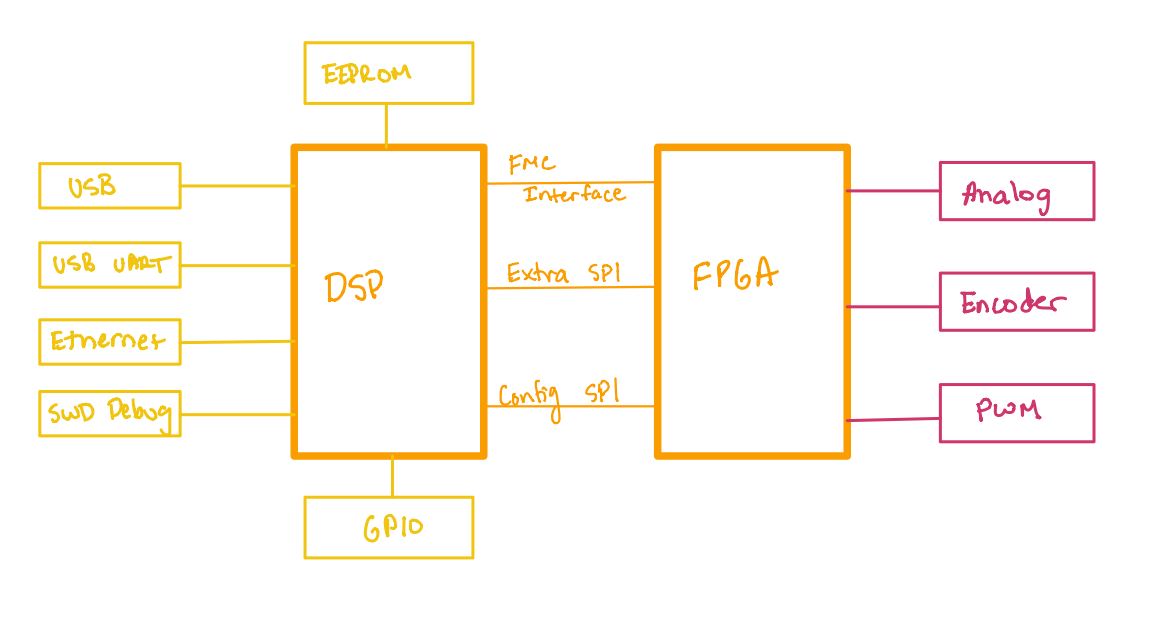 EEPROM
USB
USB UART
Ethernet
SWD Debug
DSP
GPIO
FMC
Interface
Extra SPI
Config SPI
FPGA
Analog
Encoder
PWM